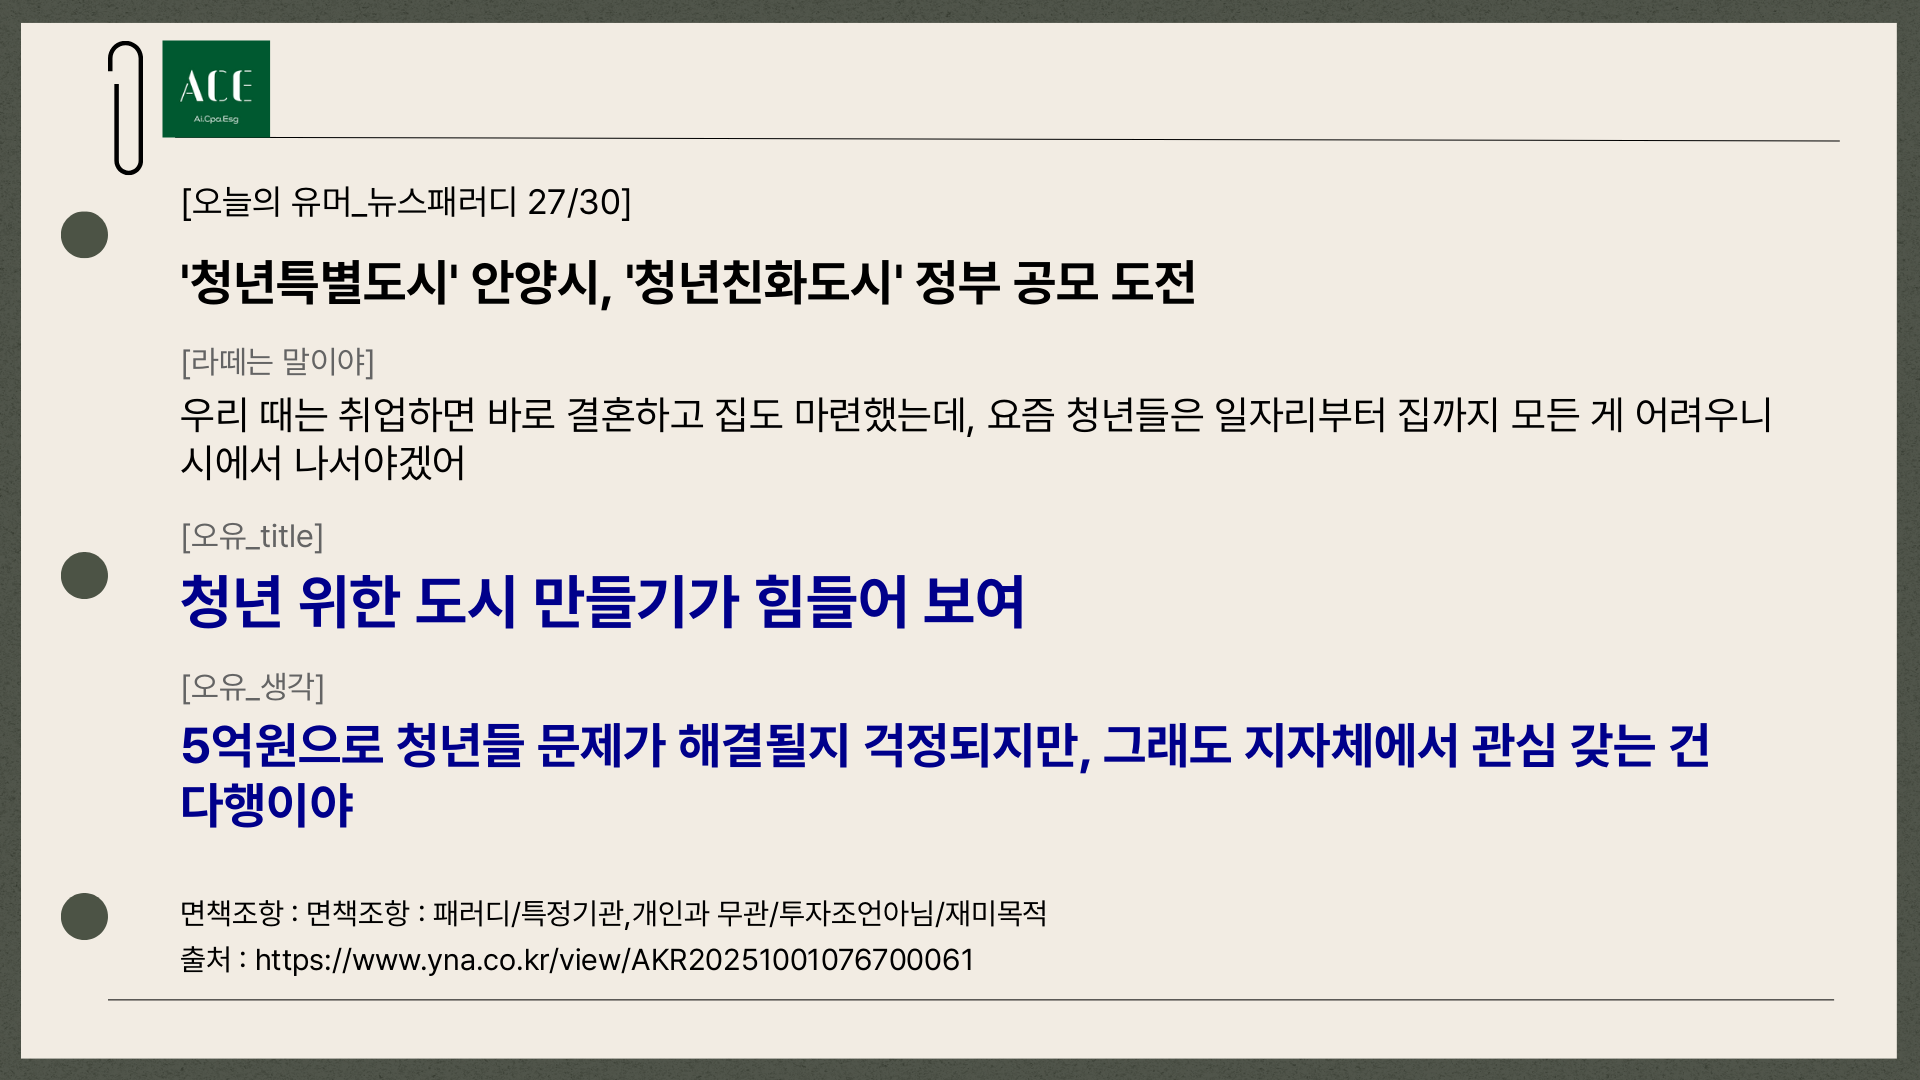 ACE
Ai.Cpa.Esg
[오늘의 유머_뉴스패러디 27/30]
'청년특별도시' 안양시, '청년친화도시' 정부 공모 도전
[라떼는 말이야]
우리 때는 취업하면 바로 결혼하고 집도 마련했는데, 요즘 청년들은 일자리부터 집까지 모든 게 어려우니
시에서 나서야겠어
[오유_title]
청년 위한 도시 만들기가 힘들어 보여
[오유_생각]
5억원으로 청년들 문제가 해결될지 걱정되지만, 그래도 지자체에서 관심 갖는 건
다행이야
면책조항 : 면책조항 : 패러디/특정기관,개인과 무관/투자조언아님/재미목적
출처 : https://www.yna.co.kr/view/AKR20251001076700061